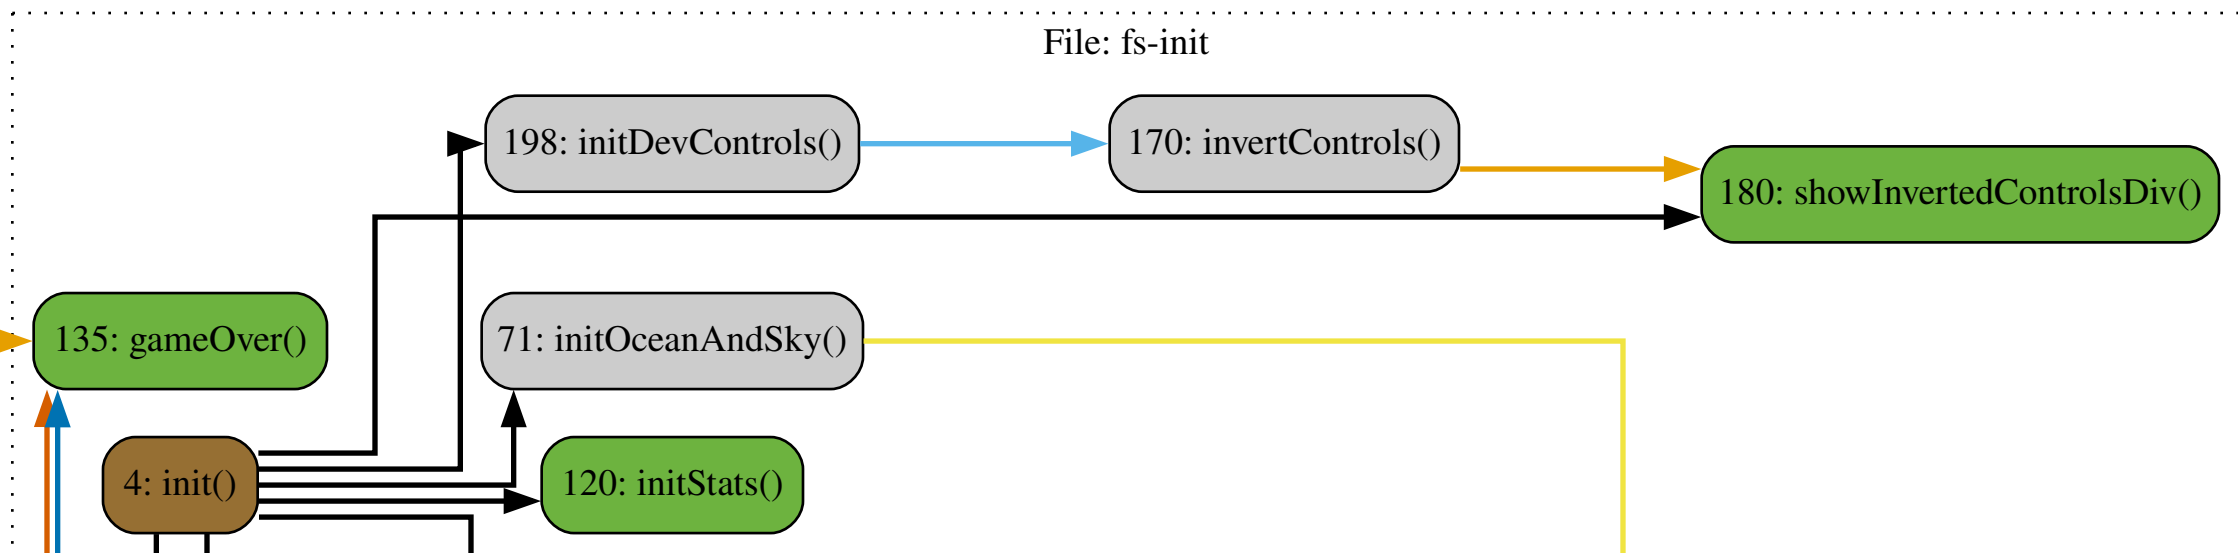 File: fs-init
198: initDevControls()
170: invertControls()
180: showInvertedControlsDiv()
135: gameOver()
71: initOceanAndSky()
4: init()
120: initStats()